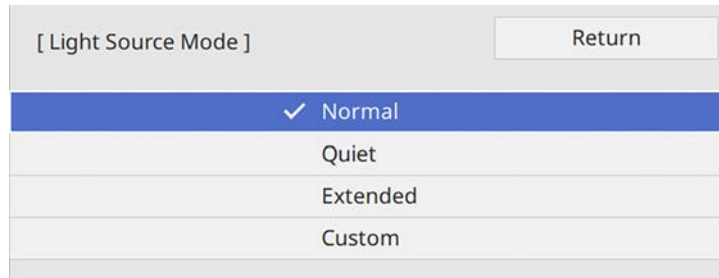 [ Light Source Mode ]
Return
Normal
Quiet
Extended
Custom